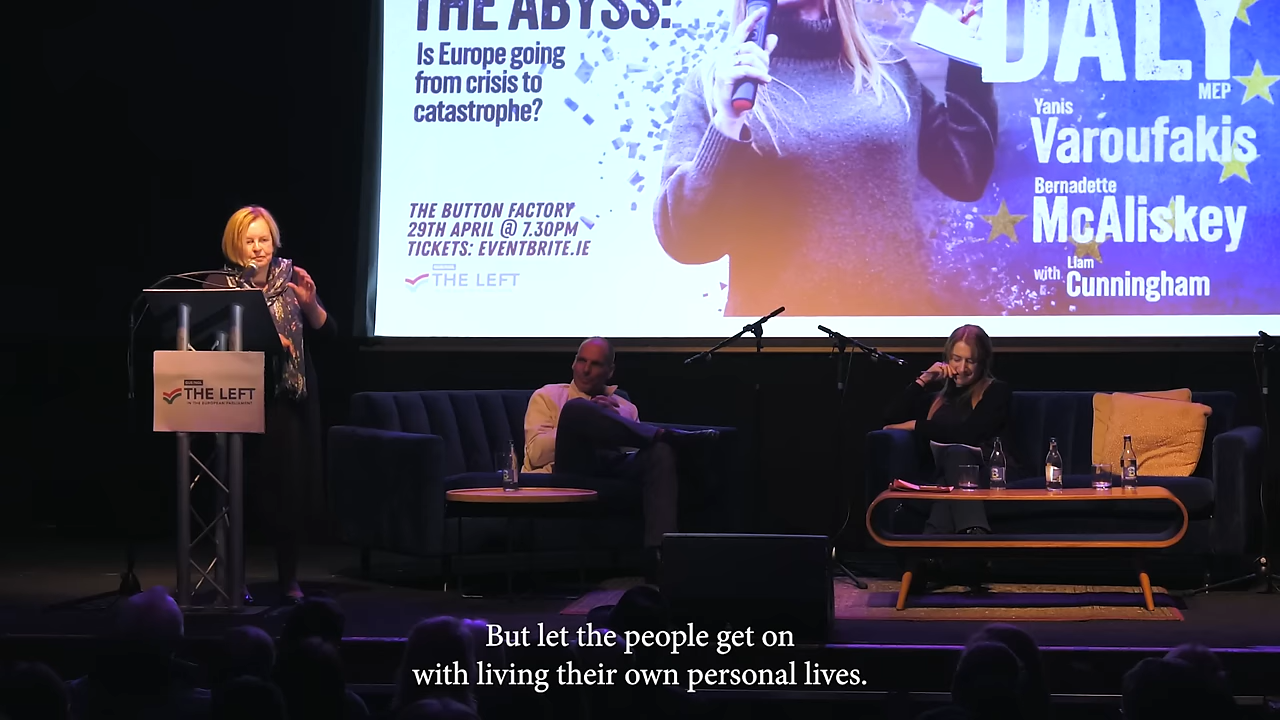 THE ABYSS:
Is Europe going
from crisis to
catastrophe?
THE BUTTON FACTORY
29TH APRIL @ 7.30PM
TICKETS: EVENTBRITE.IE
THE LEFT
DALY
MEP
Yanis
Varoufakis
Bernadette
McAliskey
with Liam
Cunningham
THE LEFT
IN THE EUROPEAN PARLIAMENT
But let the people get on
with living their own personal lives.